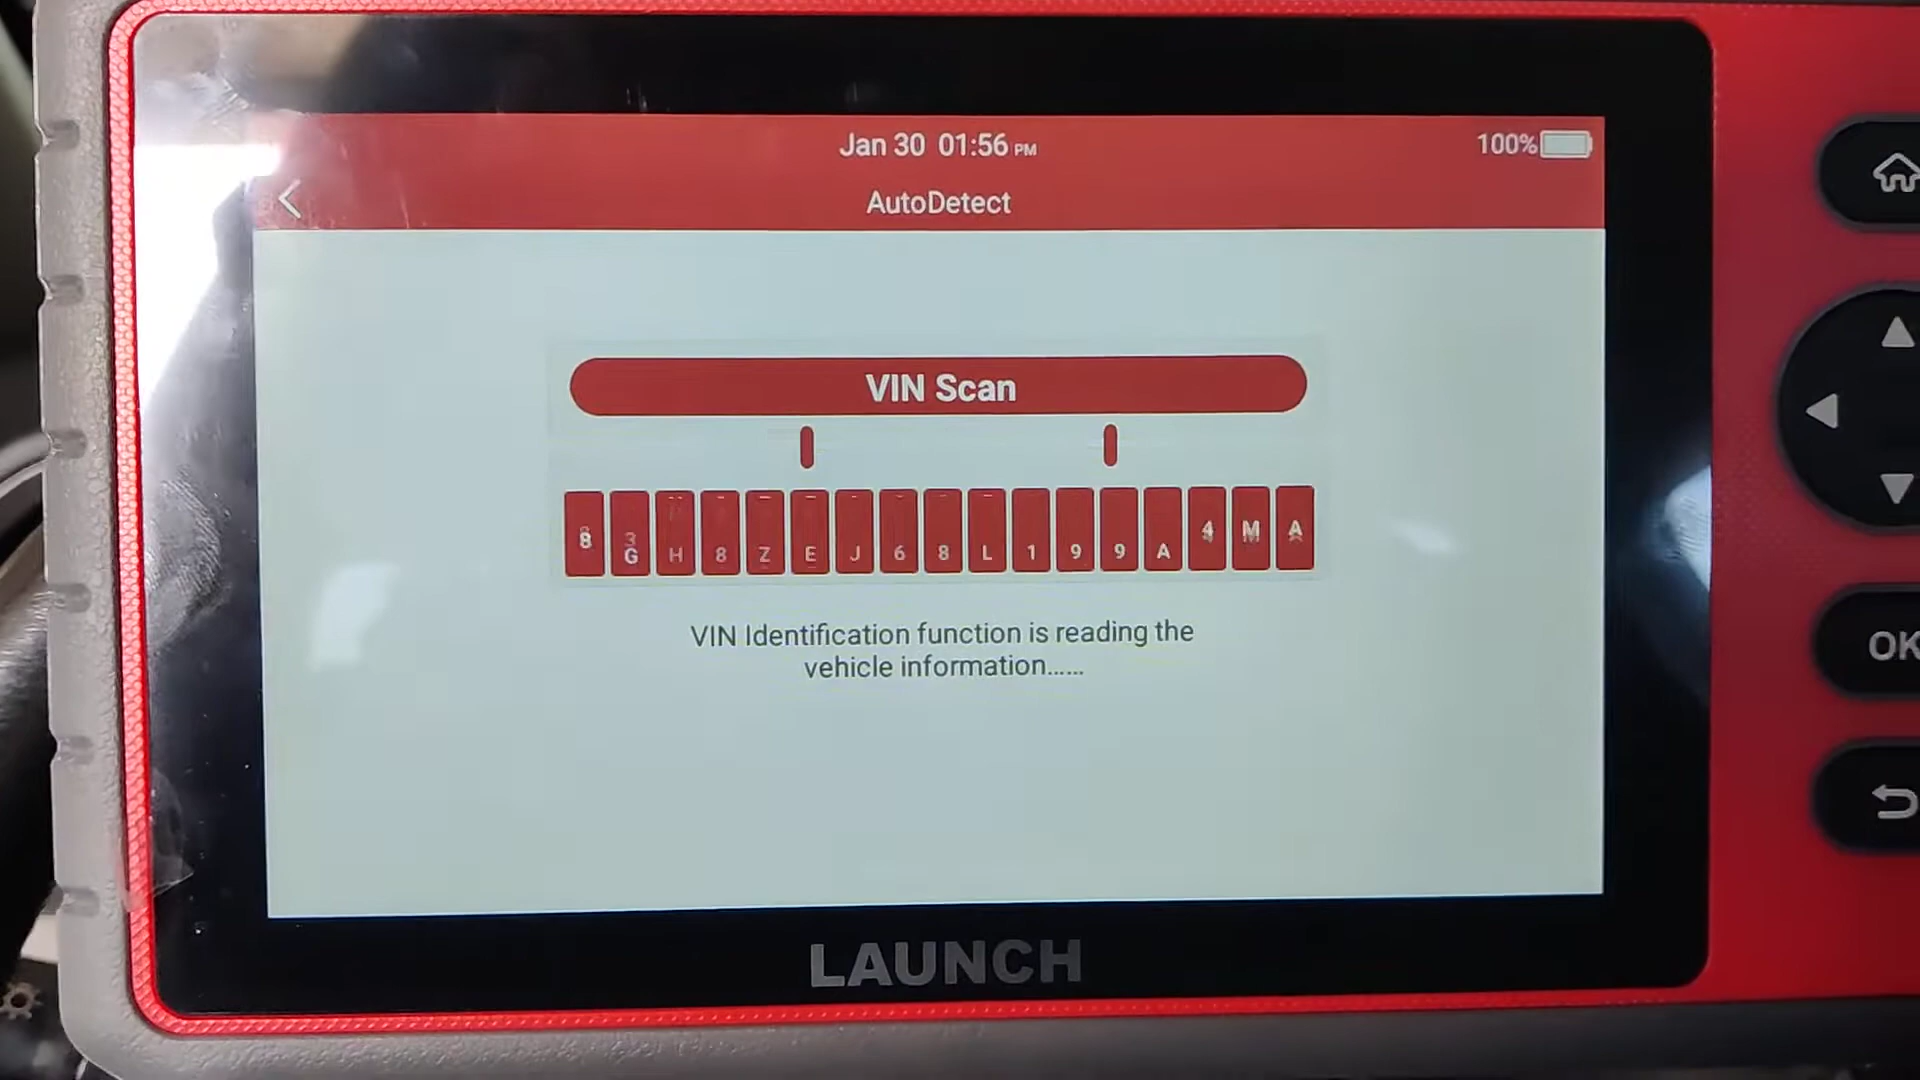 Jan 30 01:56 PM
100%
AutoDetect
VIN Scan
8 G H 8 Z E J 6 8 L 1 9 9 A 4 M A
VIN Identification function is reading the
vehicle information......
OK
LAUNCH